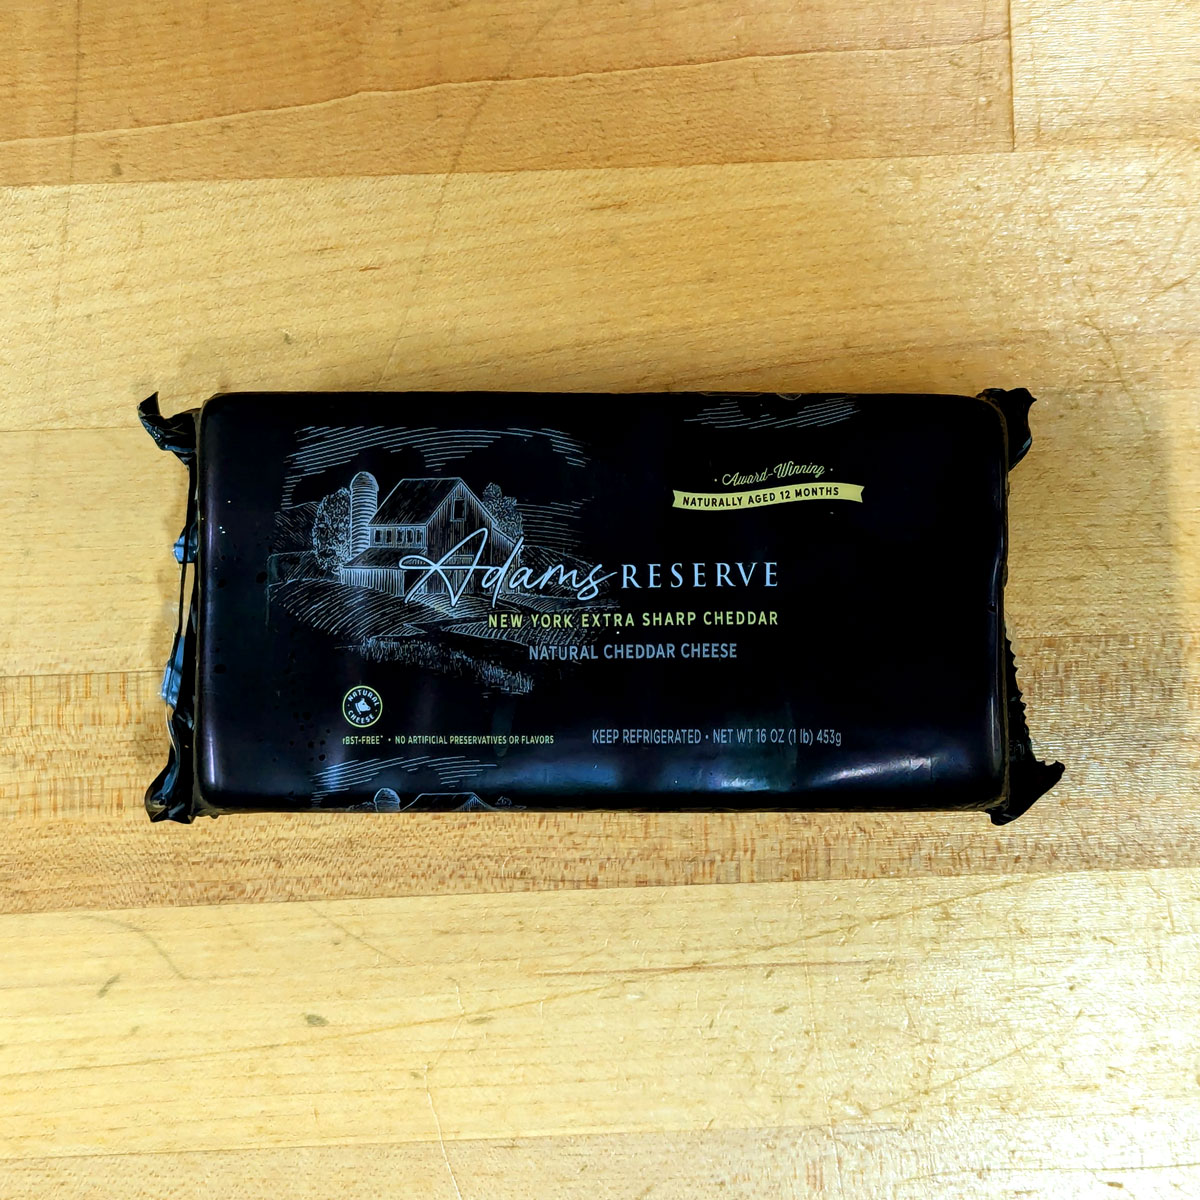 · Award-Winning ·
NATURALLY AGED 12 MONTHS
Adams RESERVE
NEW YORK EXTRA SHARP CHEDDAR
NATURAL CHEDDAR CHEESE
· NATURAL ·
CHEESE
rBST-FREE* • NO ARTIFICIAL PRESERVATIVES OR FLAVORS
KEEP REFRIGERATED • NET WT 16 OZ (1 lb) 453g